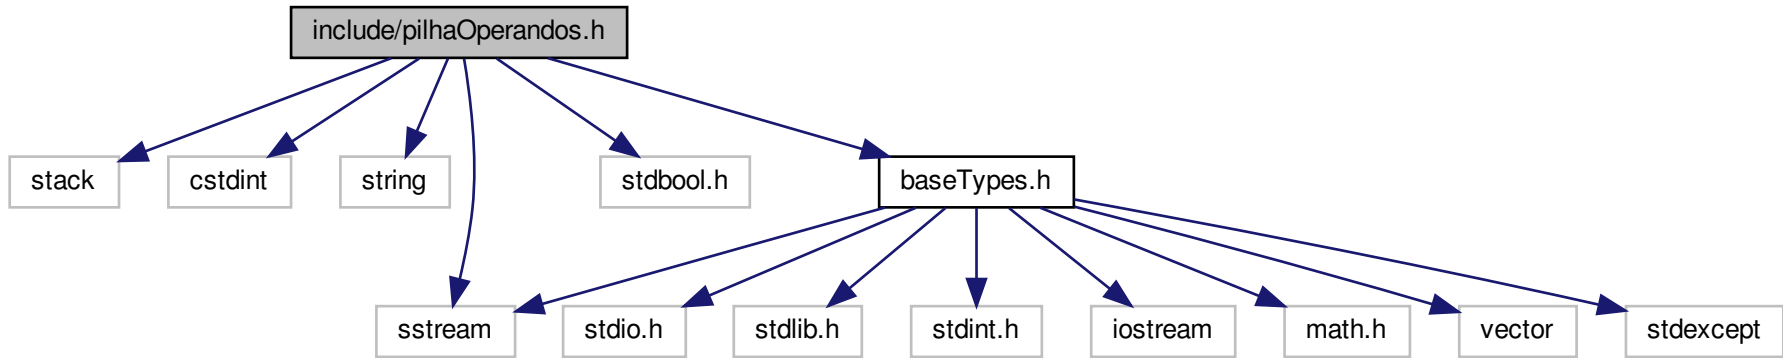 include/pilhaOperandos.h
stack
cstdint
string
stdbool.h
baseTypes.h
sstream
stdio.h
stdlib.h
stdint.h
iostream
math.h
vector
stdexcept